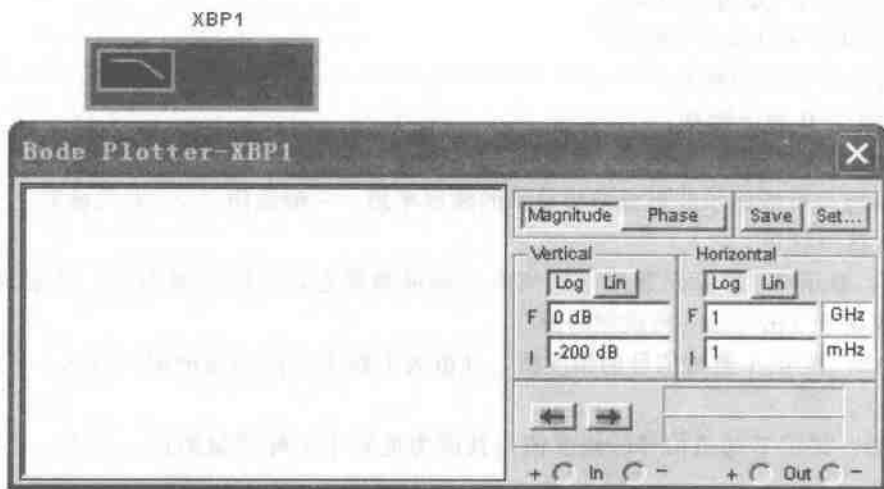 XBP1
Bode Plotter-XBP1
Magnitude Phase Save Set...
Vertical Horizontal
Log Lin Log Lin
F 0 dB F 1 GHz
I -200 dB I 1 mHz
+ In - + Out -